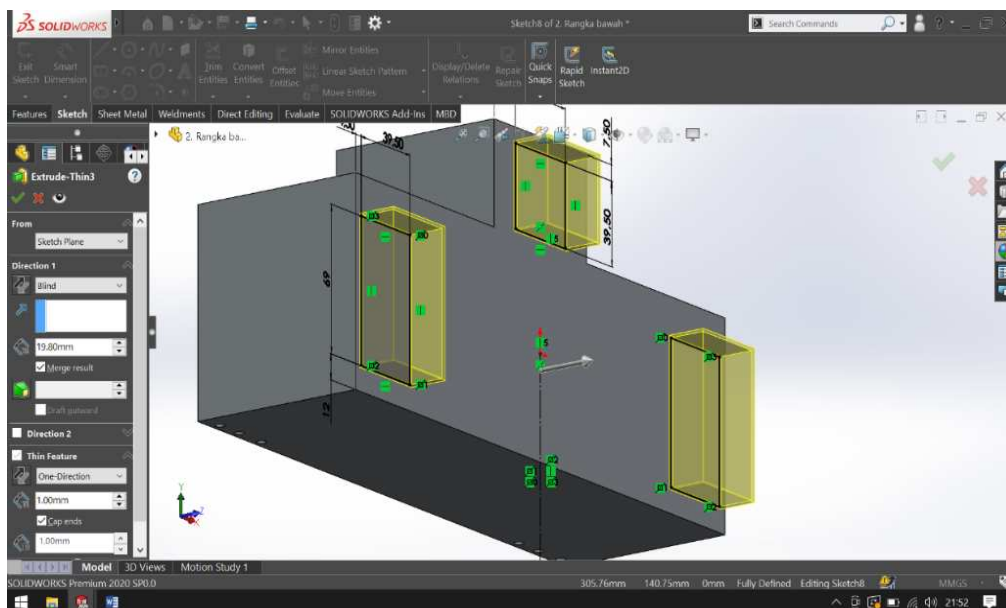 SOLIDWORKS
Sketch8 of 2. Rangka bawah *
Search Commands
Exit Sketch
Smart Dimension
Trim Entities
Convert Entities
Offset Entities
Mirror Entities
Linear Sketch Pattern
Move Entities
Display/Delete Relations
Repair Sketch
Quick Snaps
Rapid Sketch
Instant2D
Features Sketch Sheet Metal Weldments Direct Editing Evaluate SOLIDWORKS Add-Ins MBD
2. Rangka ba...
Extrude-Thin3
From
Sketch Plane
Direction 1
Blind
19.80mm
Merge result
Draft outward
Direction 2
Thin Feature
One-Direction
1.00mm
Cap ends
1.00mm
39.50
7.50
39.50
69
12
Model 3D Views Motion Study 1
SOLIDWORKS Premium 2020 SP0.0
305.76mm 140.75mm 0mm Fully Defined Editing Sketch8 MMGS
21:52